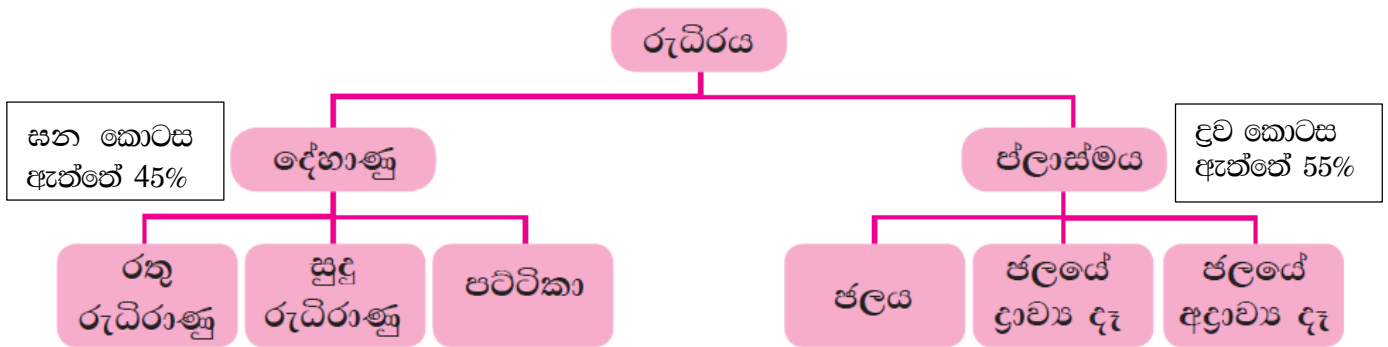 රුධිරය
ඝන කොටස
ඇත්තේ 45%
දේහාණු
ප්ලාස්මය
ද්‍රව කොටස
ඇත්තේ 55%
රතු
රුධිරාණු
සුදු
රුධිරාණු
පට්ටිකා
ජලය
ජලයේ
ද්‍රාව්‍ය දෑ
ජලයේ
අද්‍රාව්‍ය දෑ